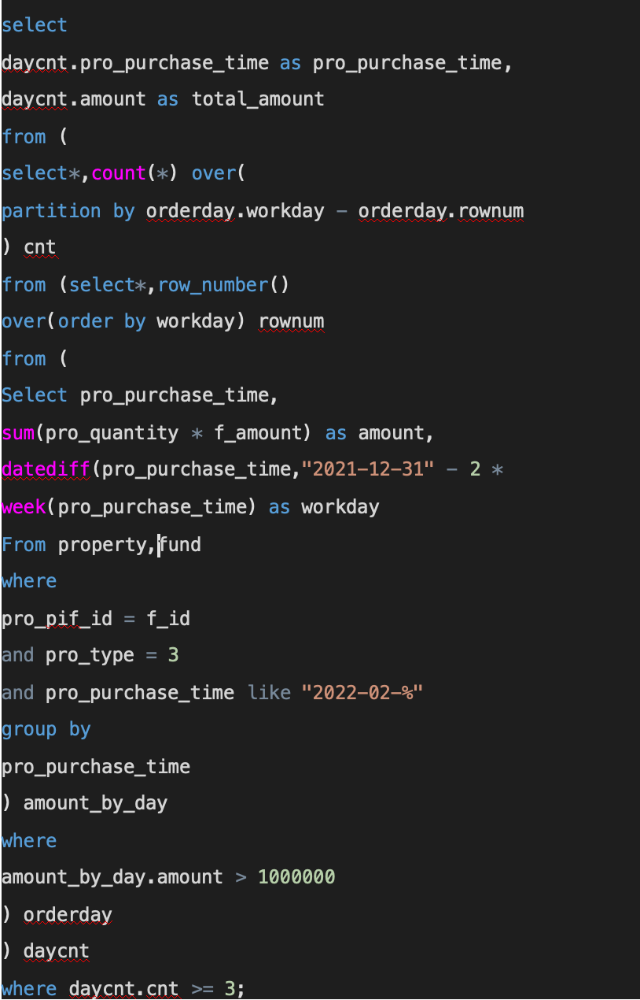 select
daycnt.pro_purchase_time as pro_purchase_time,
daycnt.amount as total_amount
from (
select*,count(*) over(
partition by orderday.workday - orderday.rownum
) cnt
from (select*,row_number()
over(order by workday) rownum
from (
Select pro_purchase_time,
sum(pro_quantity * f_amount) as amount,
datediff(pro_purchase_time,"2021-12-31" - 2 *
week(pro_purchase_time) as workday
From property,fund
where
pro_pif_id = f_id
and pro_type = 3
and pro_purchase_time like "2022-02-%"
group by
pro_purchase_time
) amount_by_day
where
amount_by_day.amount > 1000000
) orderday
) daycnt
where daycnt.cnt >= 3;